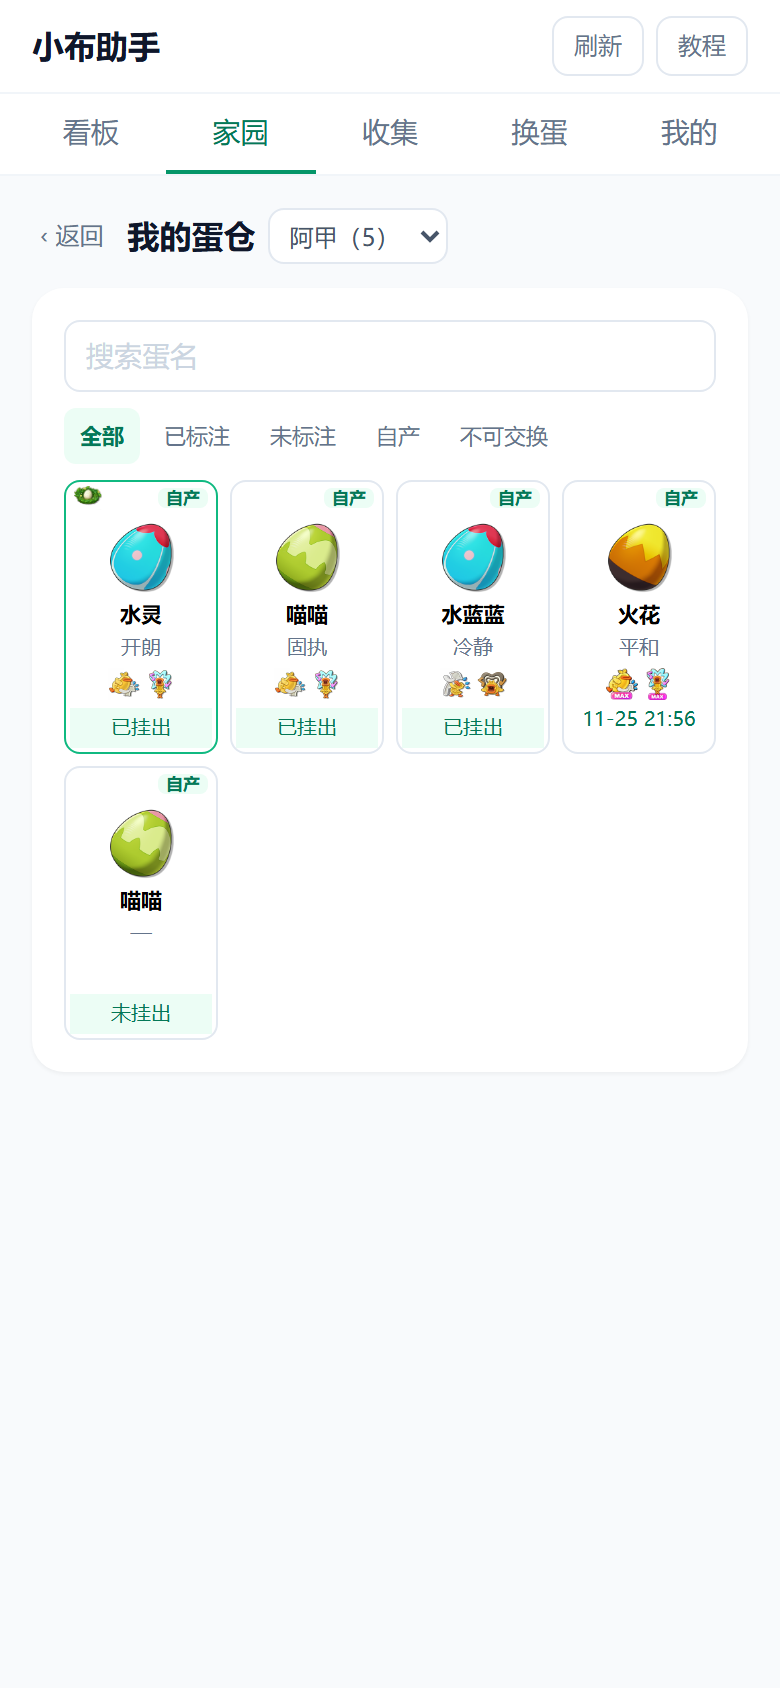 小布助手
刷新 教程
看板 家园 收集 换蛋 我的
‹ 返回 我的蛋仓 阿甲（5）
搜索蛋名
全部 已标注 未标注 自产 不可交换
自产 自产 自产 自产
水灵 喵喵 水蓝蓝 火花
开朗 固执 冷静 平和
MAX MAX
已挂出 已挂出 已挂出 11-25 21:56
自产
喵喵
—
未挂出